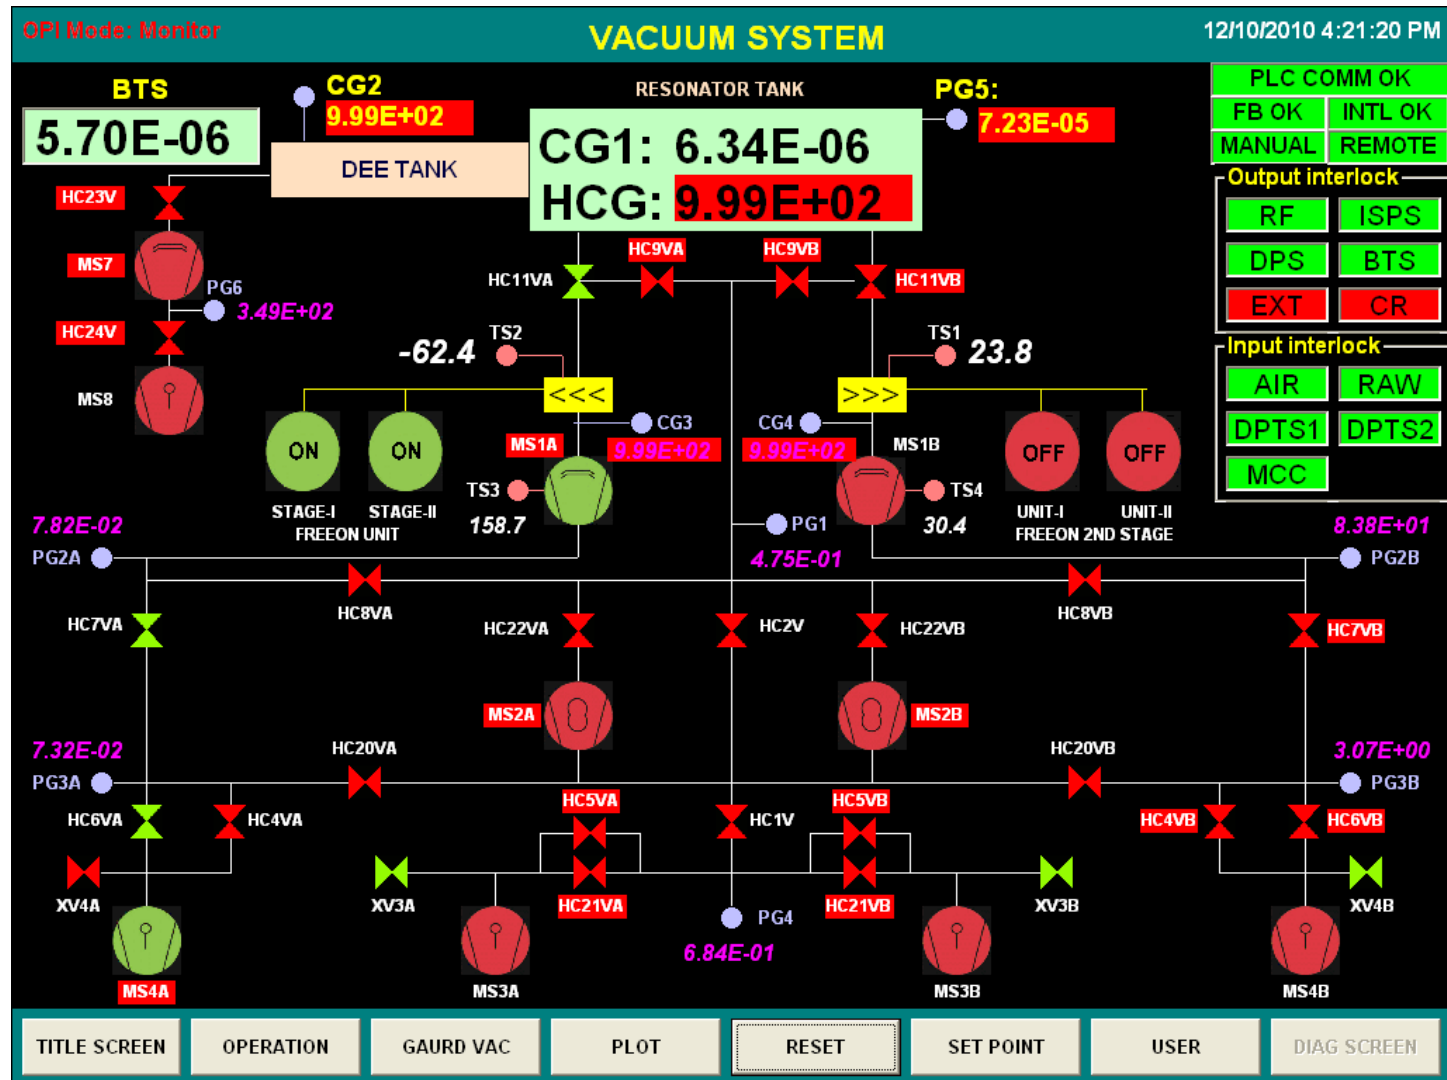 OPI Mode: Monitor
VACUUM SYSTEM
12/10/2010 4:21:20 PM
BTS
5.70E-06
CG2
9.99E+02
DEE TANK
RESONATOR TANK
CG1: 6.34E-06
HCG: 9.99E+02
PG5:
7.23E-05
PLC COMM OK
FB OK INTL OK
MANUAL REMOTE
Output interlock
RF ISPS
DPS BTS
EXT CR
Input interlock
AIR RAW
DPTS1 DPTS2
MCC
HC23V
MS7
PG6
3.49E+02
HC24V
MS8
HC9VA HC9VB
HC11VA HC11VB
TS2
-62.4
TS1
23.8
<<< >>>
ON ON
STAGE-I STAGE-II
FREEON UNIT
CG3
9.99E+02
CG4
9.99E+02
MS1A MS1B
OFF OFF
UNIT-I UNIT-II
FREEON 2ND STAGE
TS3
158.7
TS4
30.4
PG1
4.75E-01
7.82E-02
PG2A
8.38E+01
PG2B
HC8VA HC8VB
HC7VA HC22VA HC2V HC22VB HC7VB
MS2A MS2B
HC20VA HC20VB
7.32E-02
PG3A
3.07E+00
PG3B
HC6VA HC4VA HC5VA HC1V HC5VB HC4VB HC6VB
XV4A XV3A HC21VA HC21VB XV3B XV4B
PG4
6.84E-01
MS4A MS3A MS3B MS4B
TITLE SCREEN OPERATION GAURD VAC PLOT RESET SET POINT USER DIAG SCREEN